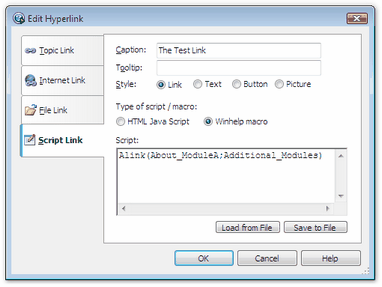 Edit Hyperlink
Topic Link
Internet Link
File Link
Script Link
Caption: The Test Link
Tooltip:
Style: Link Text Button Picture
Type of script / macro:
HTML Java Script Winhelp macro
Script:
Alink(About_ModuleA;Additional_Modules)
Load from File Save to File
OK Cancel Help